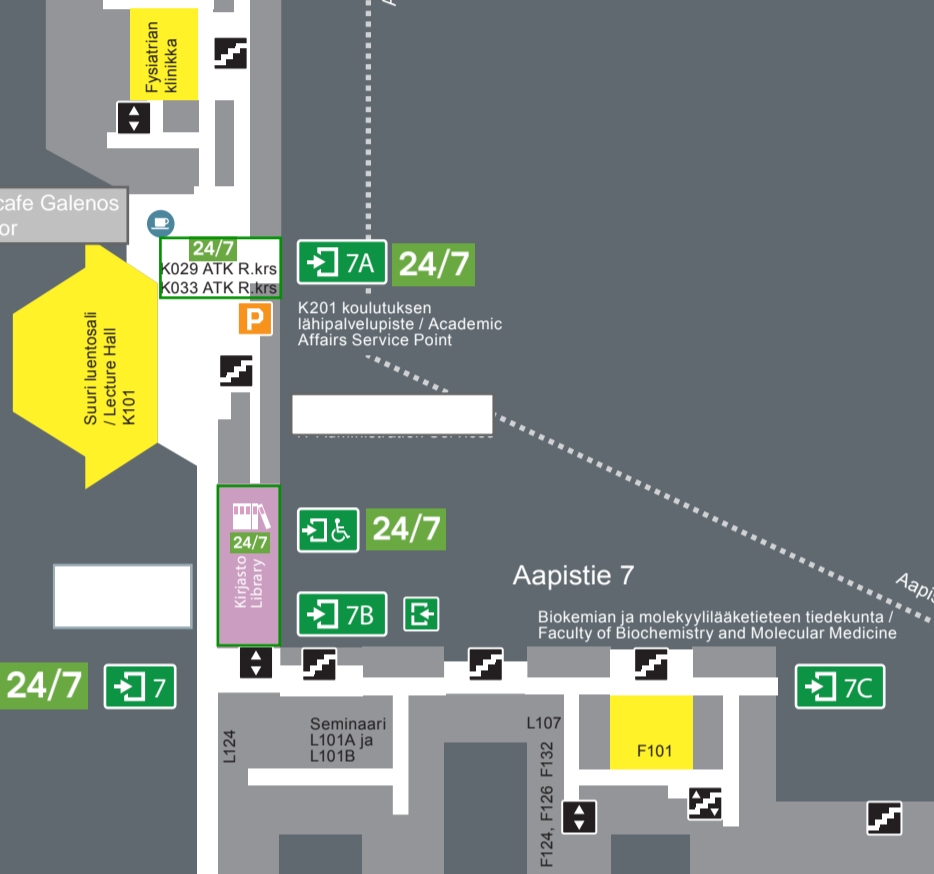 Fysiatrian
klinikka
cafe Galenos
or
24/7
K029 ATK R.krs
K033 ATK R.krs
7A
24/7
P
K201 koulutuksen
lähipalvelupiste / Academic
Affairs Service Point
Suuri luentosali
/ Lecture Hall
K101
24/7
Kirjasto
Library
24/7
7B
Aapistie 7
Biokemian ja molekyylilääketieteen tiedekunta /
Faculty of Biochemistry and Molecular Medicine
24/7
7
7C
L124
Seminaari
L101A ja
L101B
L107
F124, F126 F132
F101